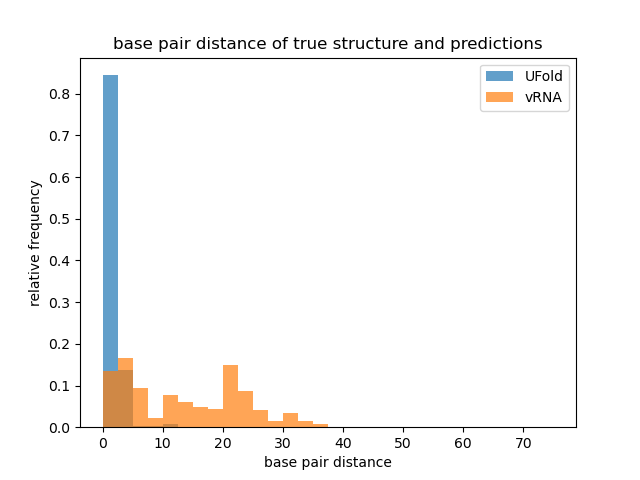 base pair distance of true structure and predictions
UFold
vRNA
relative frequency
0.8
0.7
0.6
0.5
0.4
0.3
0.2
0.1
0.0
0 10 20 30 40 50 60 70
base pair distance